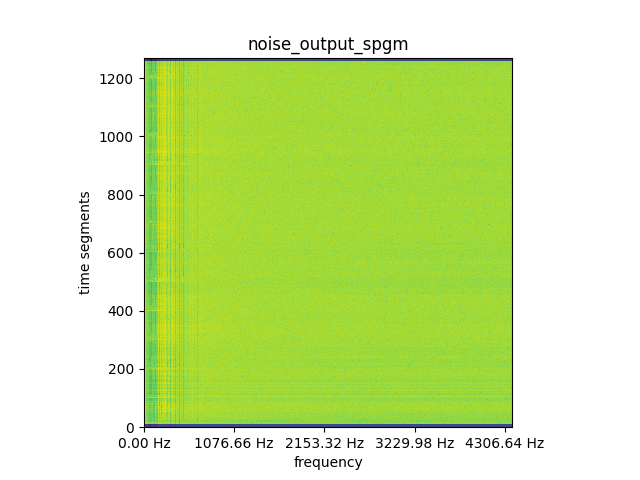 noise_output_spgm
1200
1000
800
600
400
200
0
0.00 Hz
1076.66 Hz
2153.32 Hz
3229.98 Hz
4306.64 Hz
time segments
frequency